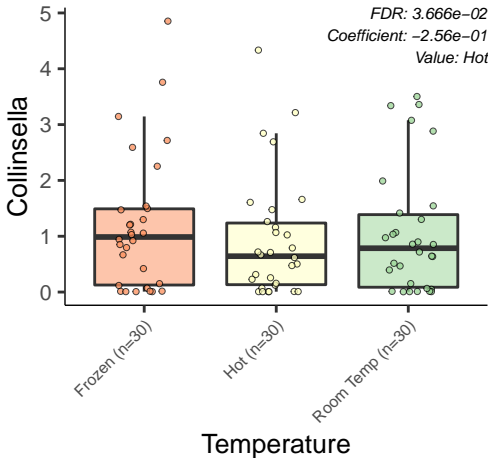 FDR: 3.666e−02
Coefficient: −2.56e−01
Value: Hot
Collinsella
5
4
3
2
1
0
Frozen (n=30)
Hot (n=30)
Room Temp (n=30)
Temperature